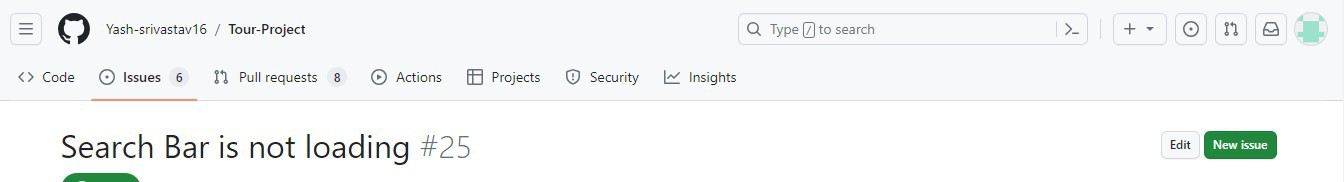 Yash-srivastav16 / Tour-Project
Type / to search
Code Issues 6 Pull requests 8 Actions Projects Security Insights
Search Bar is not loading #25
Edit New issue